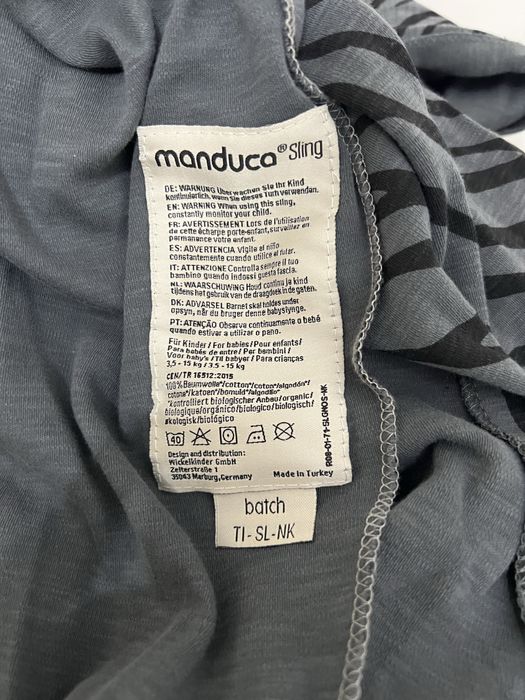 manduca® Sling
DE: WARNUNG Überwachen Sie Ihr Kind
kontinuierlich, wenn Sie dieses Tuch verwenden.
EN: WARNING When using this sling,
constantly monitor your child.
FR: AVERTISSEMENT Lors de l'utilisation
de cette écharpe porte-enfant, surveillez en
permanence votre enfant.
ES: ADVERTENCIA Vigile al niño
constantemente cuando utilice el fular.
IT: ATTENZIONE Controlla sempre il tuo
bambino quando indossi questa fascia.
NL: WAARSCHUWING Houd continu je kind
tijdens het gebruik van de draagdoek in de gaten.
DK: ADVARSEL Barnet skal holdes under
opsyn, når du bruger denne babyslynge.
PT: ATENÇÃO Observe continuamente o bebé
quando estiver a utilizar o pano.
Für Kinder / For babies / Pour enfants/
Para bebés de entre / Per bambini /
Voor baby's / Til babyer / Para crianças
3,5 - 15 kg / 3.5 - 15 kg
CEN/TR 16512:2015
100% Baumwolle*/cotton*/coton*/algodón*/
cotone*/katoen*/bomuld*/algodão*
*kontrolliert biologischer Anbau/organic/
biologique/orgánico/biologico/biologisch/
økologisk/biológico
40
Design and distribution:
Wickelkinder GmbH
Zeiterstraße 1
35043 Marburg, Germany
Made in Turkey
R08-01-71-SLGNOS-NK
batch
TI-SL-NK